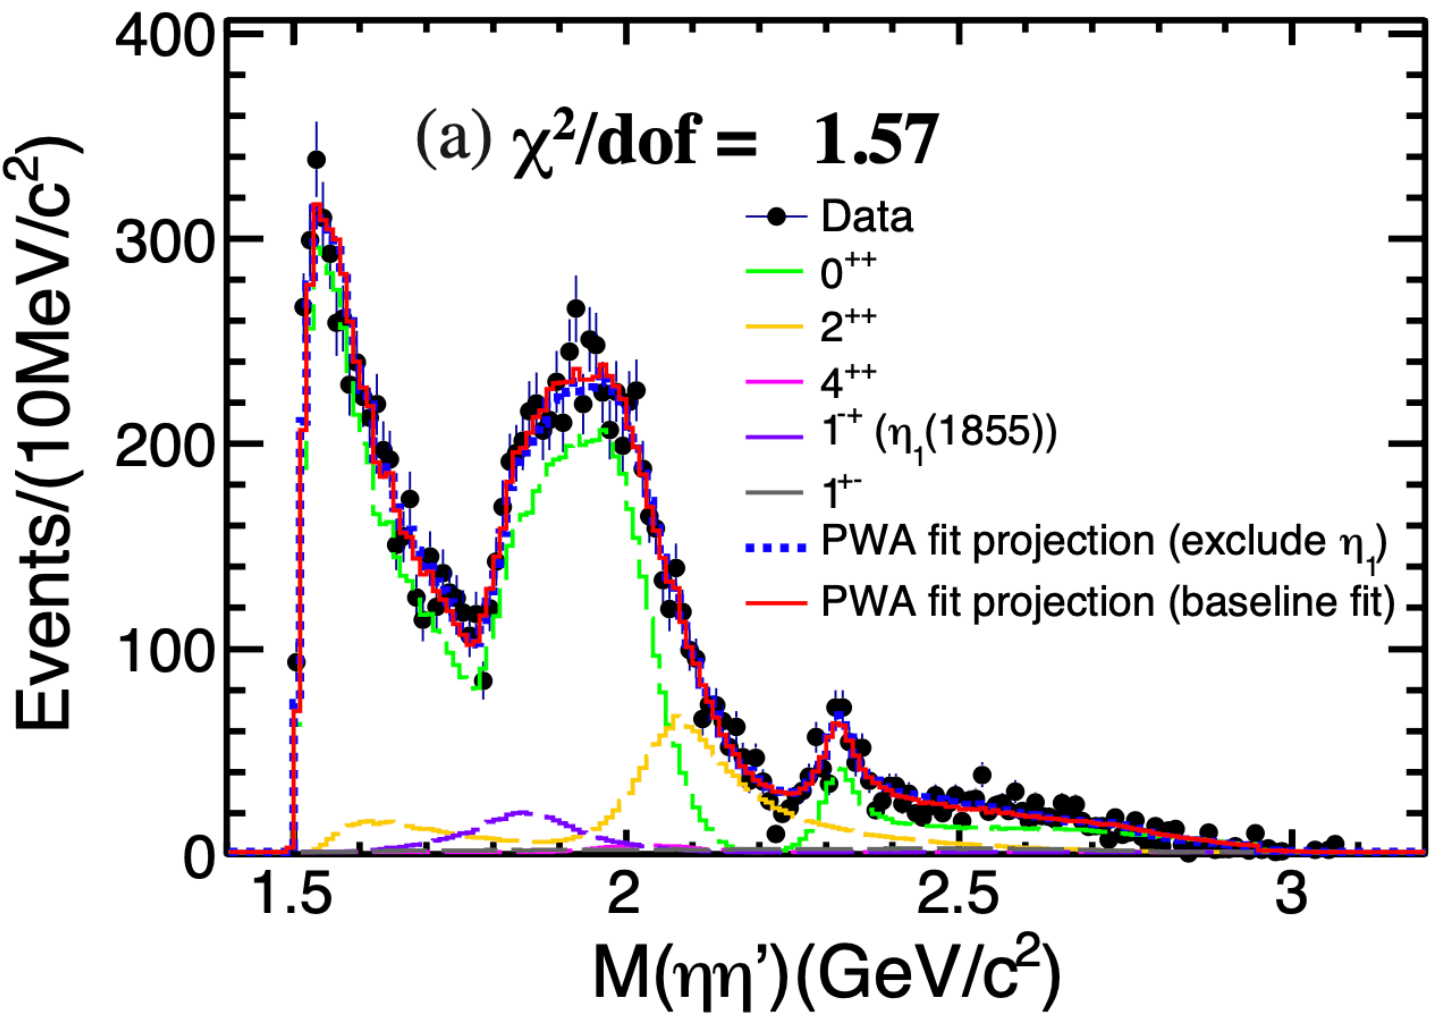 400
300
200
100
0
Events/(10MeV/c²)
(a) χ²/dof = 1.57
Data
0⁺⁺
2⁺⁺
4⁺⁺
1⁻⁺ (η₁(1855))
1⁺⁻
PWA fit projection (exclude η₁)
PWA fit projection (baseline fit)
1.5 2 2.5 3
M(ηη’)(GeV/c²)